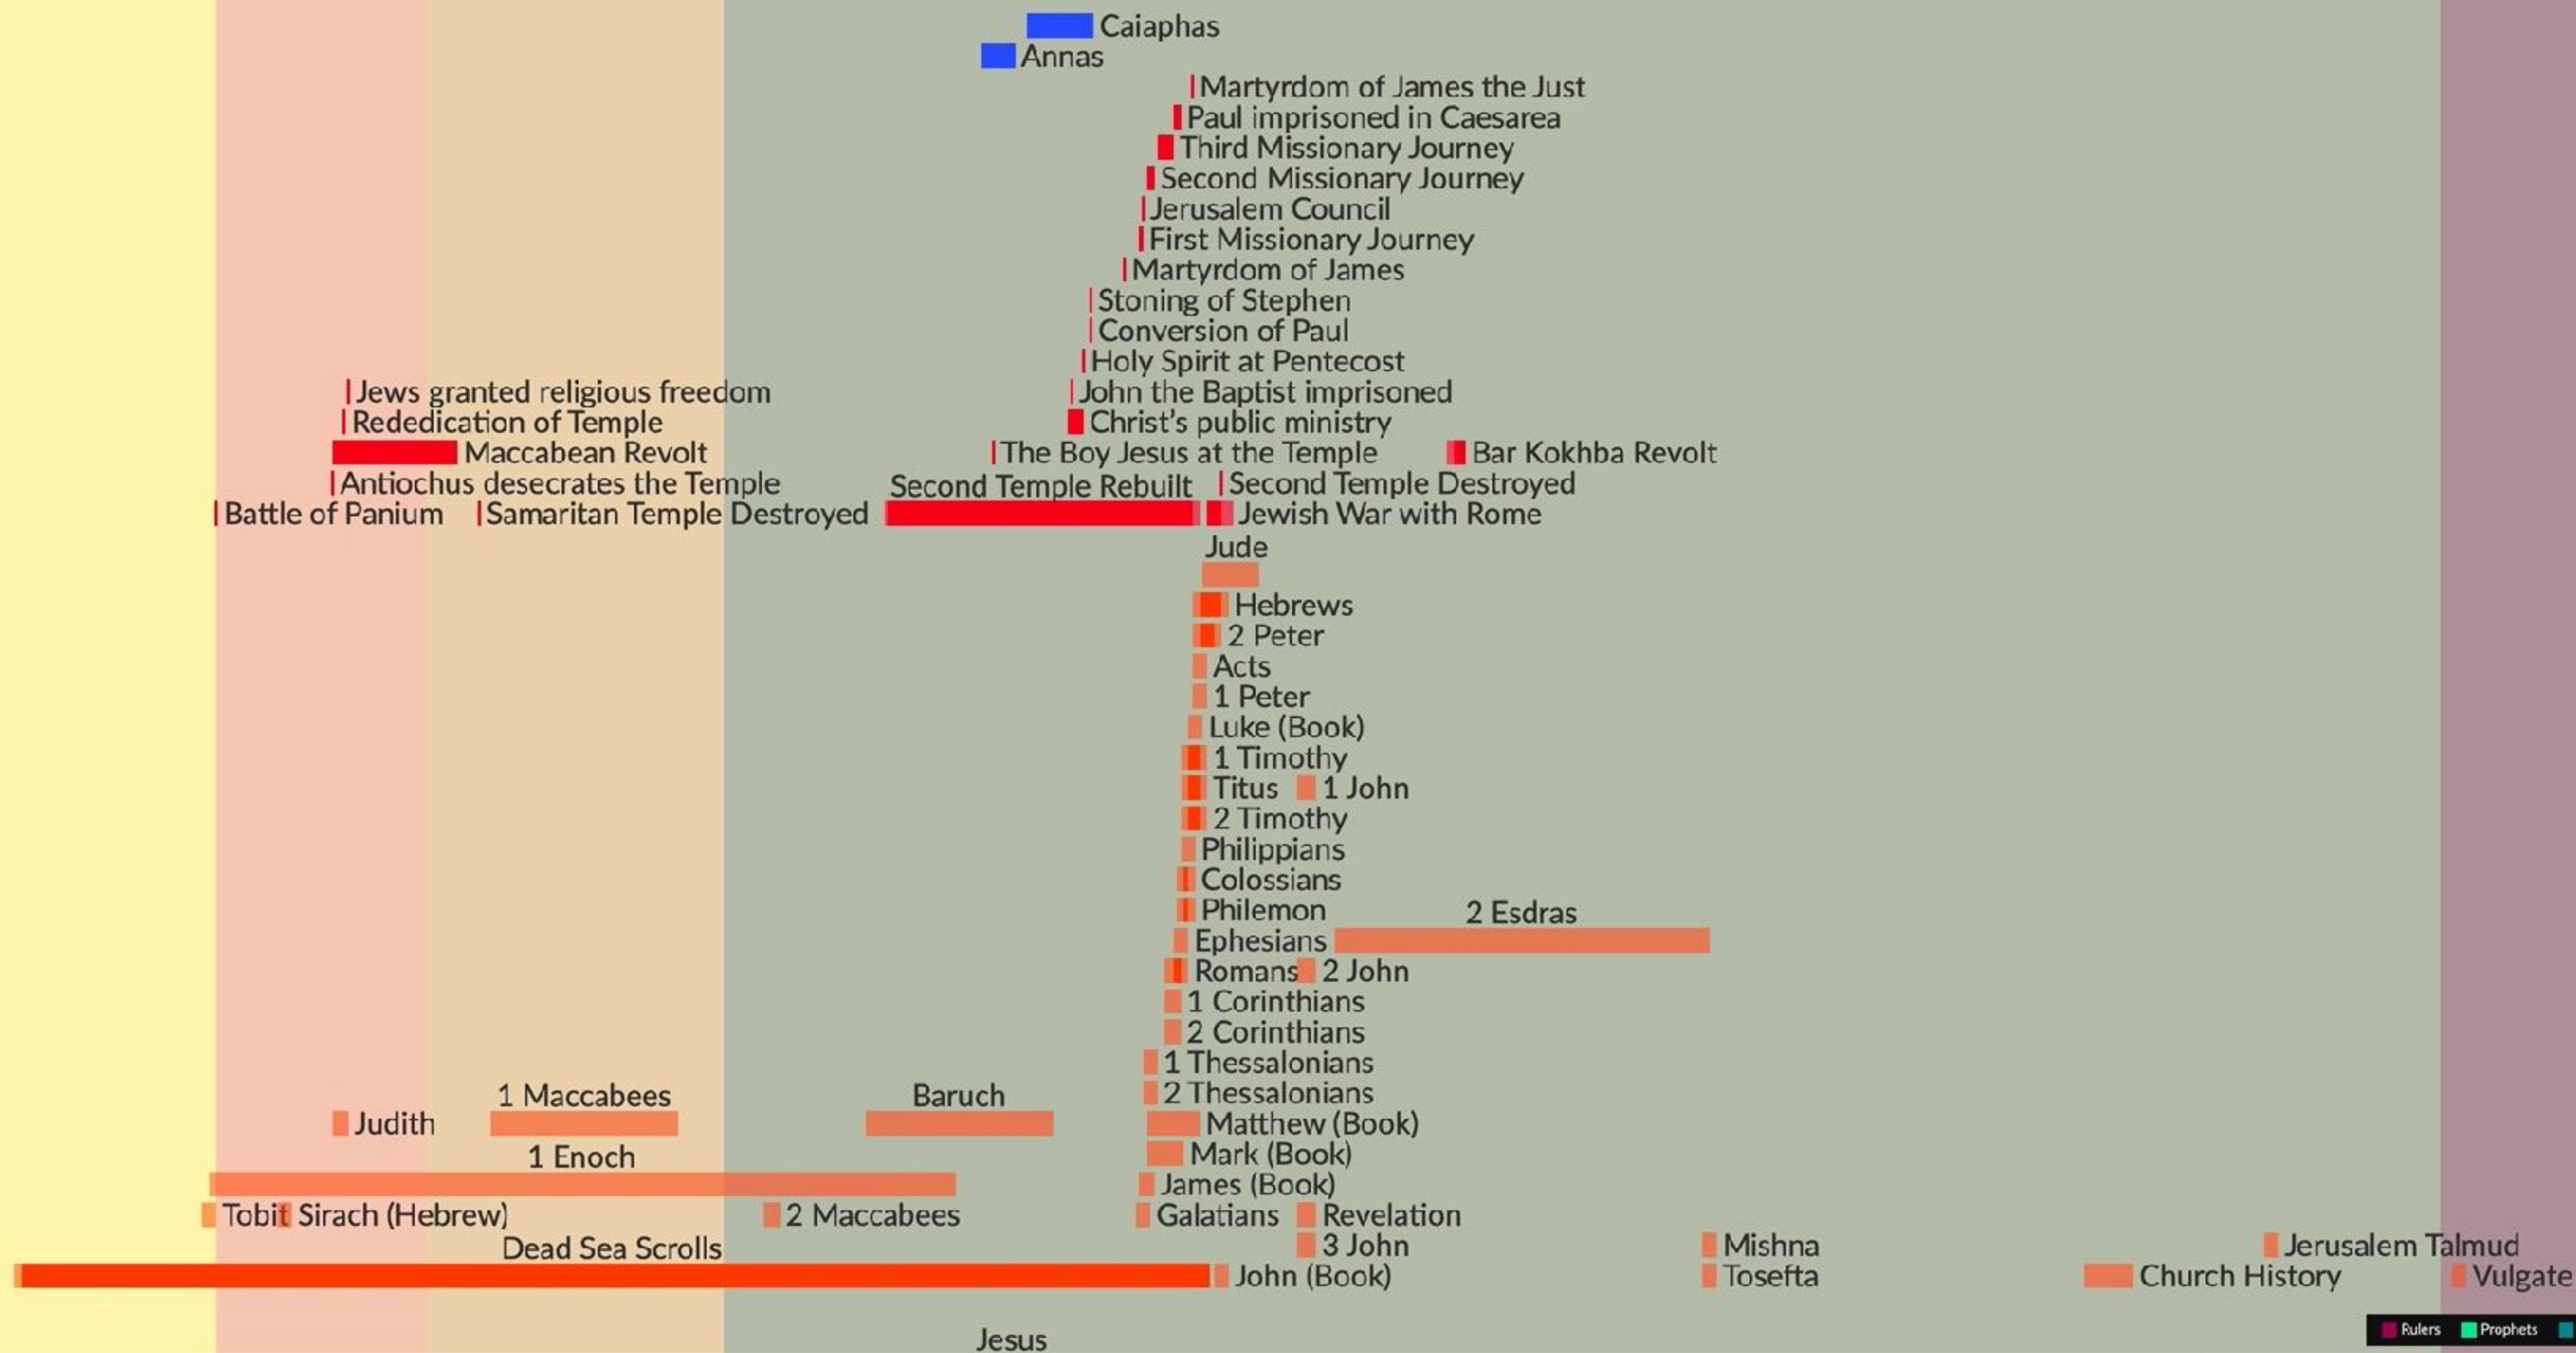 Caiaphas
Annas
Martyrdom of James the Just
Paul imprisoned in Caesarea
Third Missionary Journey
Second Missionary Journey
Jerusalem Council
First Missionary Journey
Martyrdom of James
Stoning of Stephen
Conversion of Paul
Holy Spirit at Pentecost
Jews granted religious freedom John the Baptist imprisoned
Rededication of Temple Christ's public ministry
Maccabean Revolt The Boy Jesus at the Temple Bar Kokhba Revolt
Antiochus desecrates the Temple Second Temple Rebuilt Second Temple Destroyed
Battle of Panium Samaritan Temple Destroyed Jewish War with Rome
Jude
Hebrews
2 Peter
Acts
1 Peter
Luke (Book)
1 Timothy
Titus 1 John
2 Timothy
Philippians
Colossians
Philemon 2 Esdras
Ephesians
Romans 2 John
1 Corinthians
2 Corinthians
1 Thessalonians
1 Maccabees Baruch 2 Thessalonians
Judith Matthew (Book)
1 Enoch Mark (Book)
James (Book)
Tobit Sirach (Hebrew) 2 Maccabees Galatians Revelation
Dead Sea Scrolls 3 John Mishna Jerusalem Talmud
John (Book) Tosefta Church History Vulgate
Jesus
Rulers Prophets